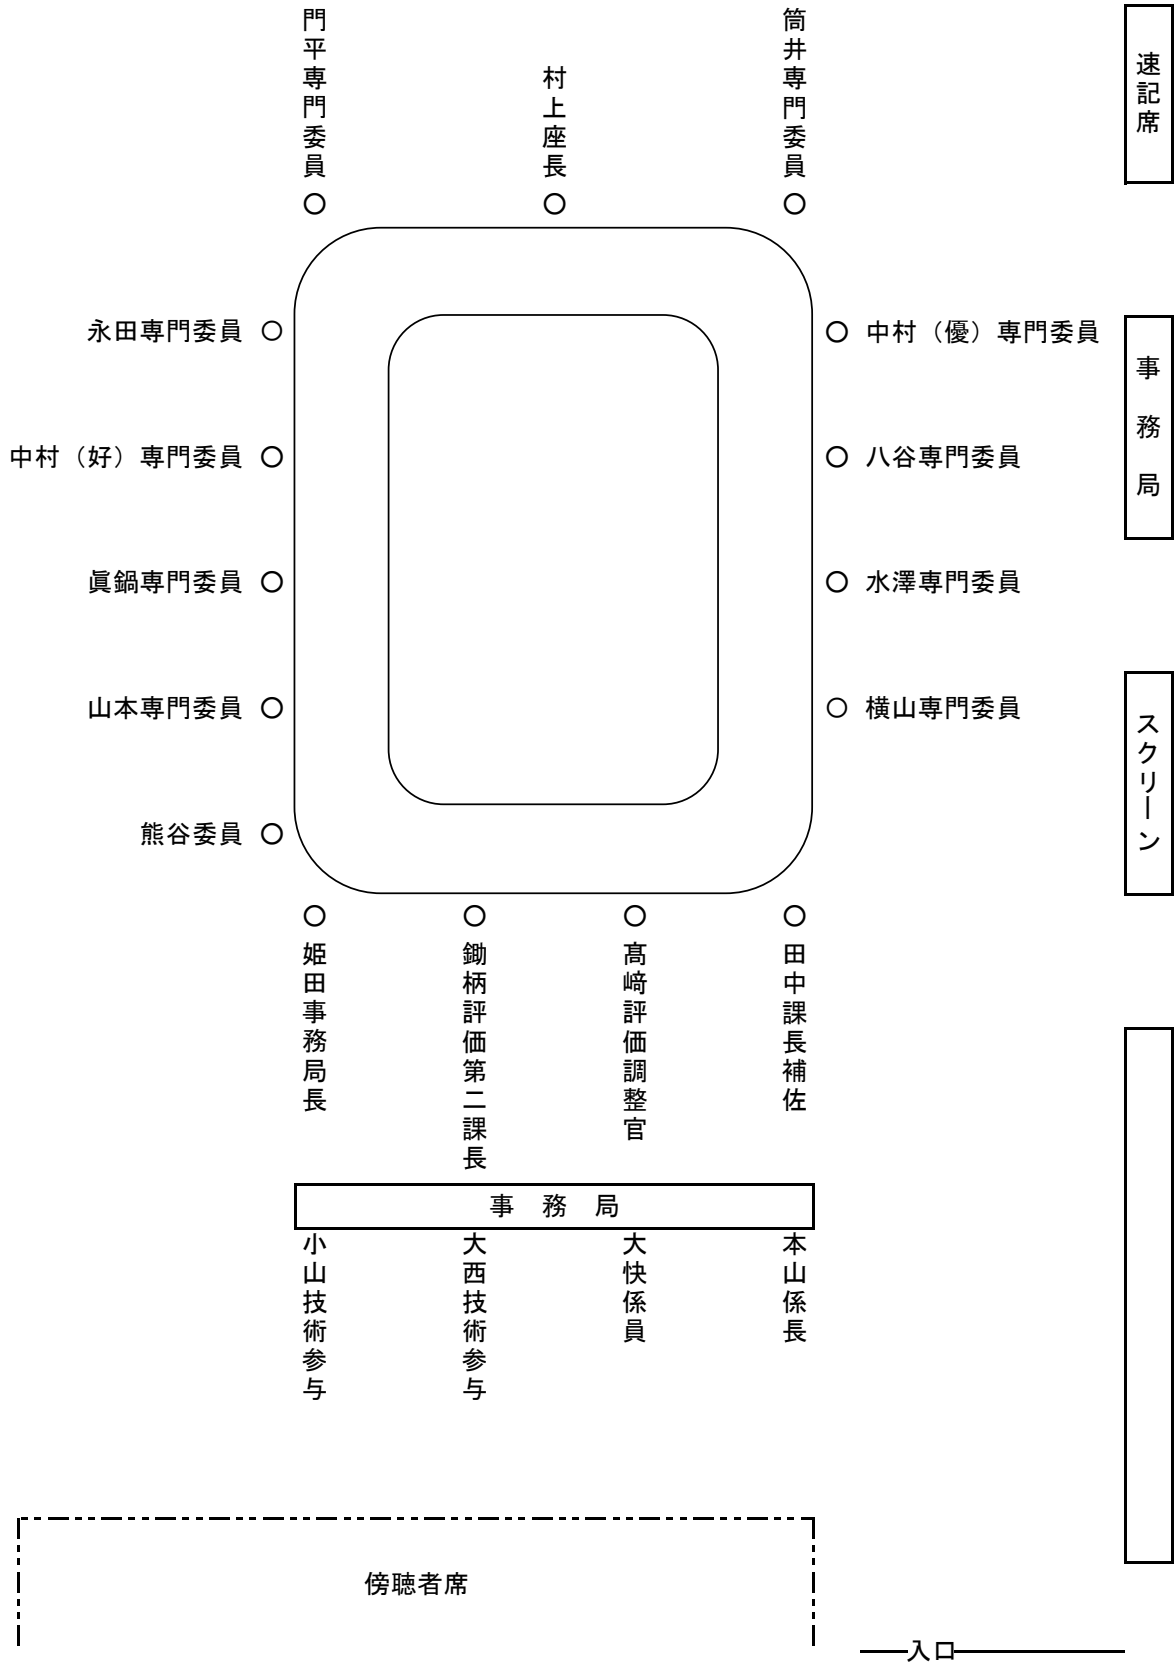 門平専門委員
村上座長
筒井専門委員
速記席
永田専門委員
中村（優）専門委員
事務局
中村（好）専門委員
八谷専門委員
眞鍋専門委員
水澤専門委員
山本専門委員
横山専門委員
スクリーン
熊谷委員
姫田事務局長
鋤柄評価第二課長
髙﨑評価調整官
田中課長補佐
事務局
小山技術参与
大西技術参与
大快係員
本山係長
傍聴者席
入口